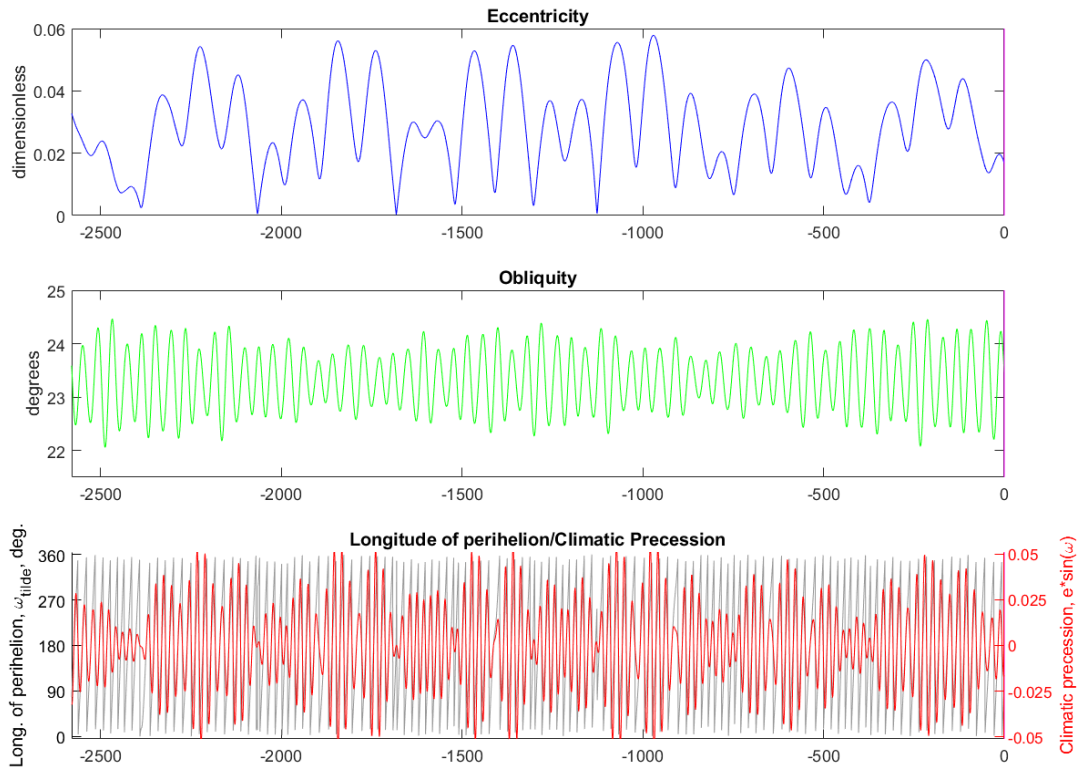 Eccentricity
dimensionless
0.06
0.04
0.02
0
-2500 -2000 -1500 -1000 -500 0
Obliquity
degrees
25
24
23
22
-2500 -2000 -1500 -1000 -500 0
Longitude of perihelion/Climatic Precession
Long. of perihelion, ω_tilde, deg.
360
270
180
90
0
0.05
0.025
0
-0.025
-0.05
Climatic precession, e*sin(ω)
-2500 -2000 -1500 -1000 -500 0